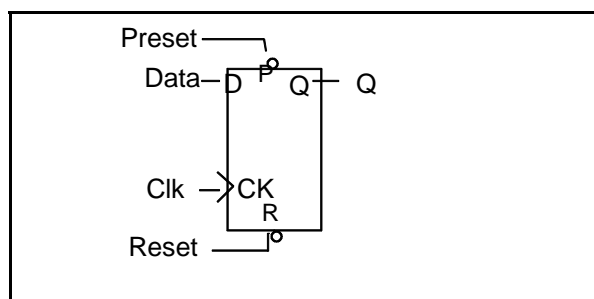 Preset
P
Data D Q Q
Clk CK
R
Reset